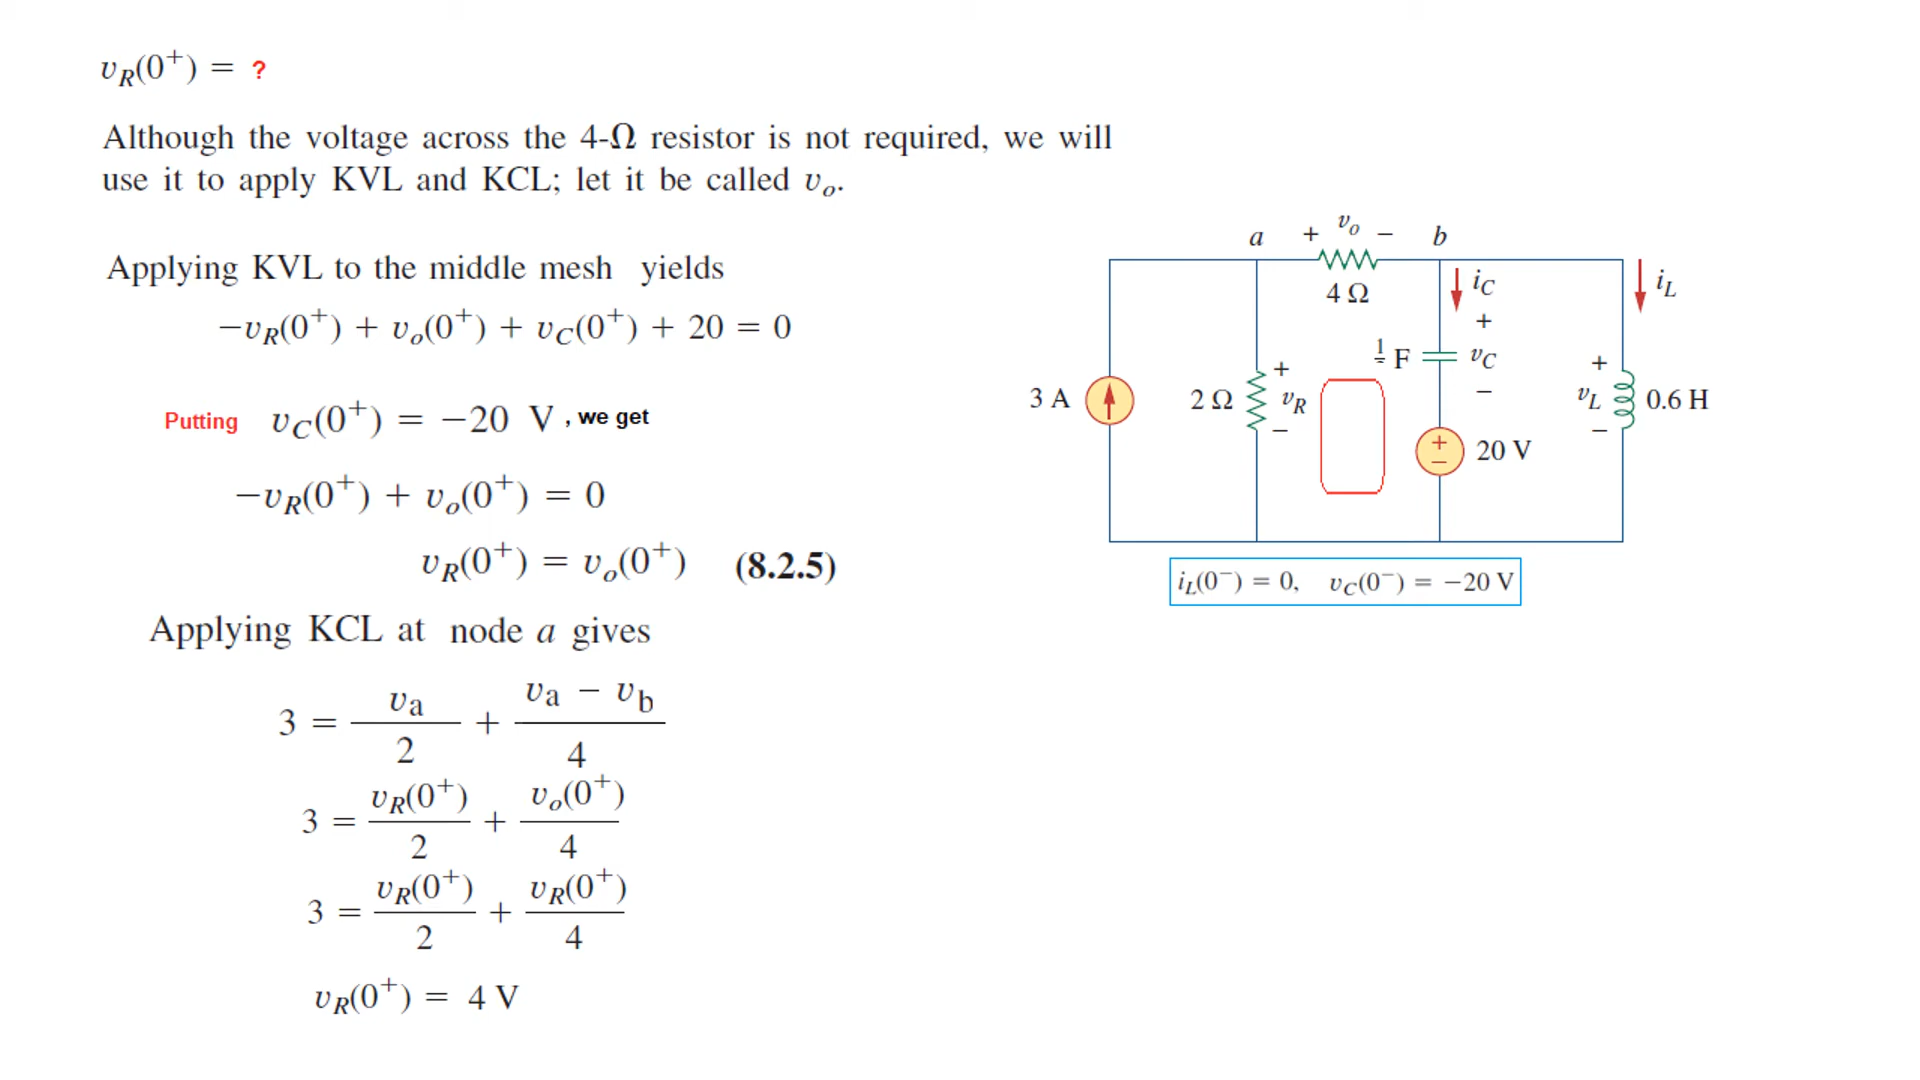 v_R(0⁺) = ?
Although the voltage across the 4-Ω resistor is not required, we will
use it to apply KVL and KCL; let it be called v_o.
Applying KVL to the middle mesh yields
−v_R(0⁺) + v_o(0⁺) + v_C(0⁺) + 20 = 0
Putting v_C(0⁺) = −20 V , we get
−v_R(0⁺) + v_o(0⁺) = 0
v_R(0⁺) = v_o(0⁺) (8.2.5)
Applying KCL at node a gives
3 = v_a/2 + (v_a − v_b)/4
3 = v_R(0⁺)/2 + v_o(0⁺)/4
3 = v_R(0⁺)/2 + v_R(0⁺)/4
v_R(0⁺) = 4 V
a + v_o − b
4 Ω
i_C
i_L
+
F
v_C
−
3 A
2 Ω
+
v_R
−
+
v_L
−
0.6 H
+
−
20 V
i_L(0⁻) = 0, v_C(0⁻) = −20 V